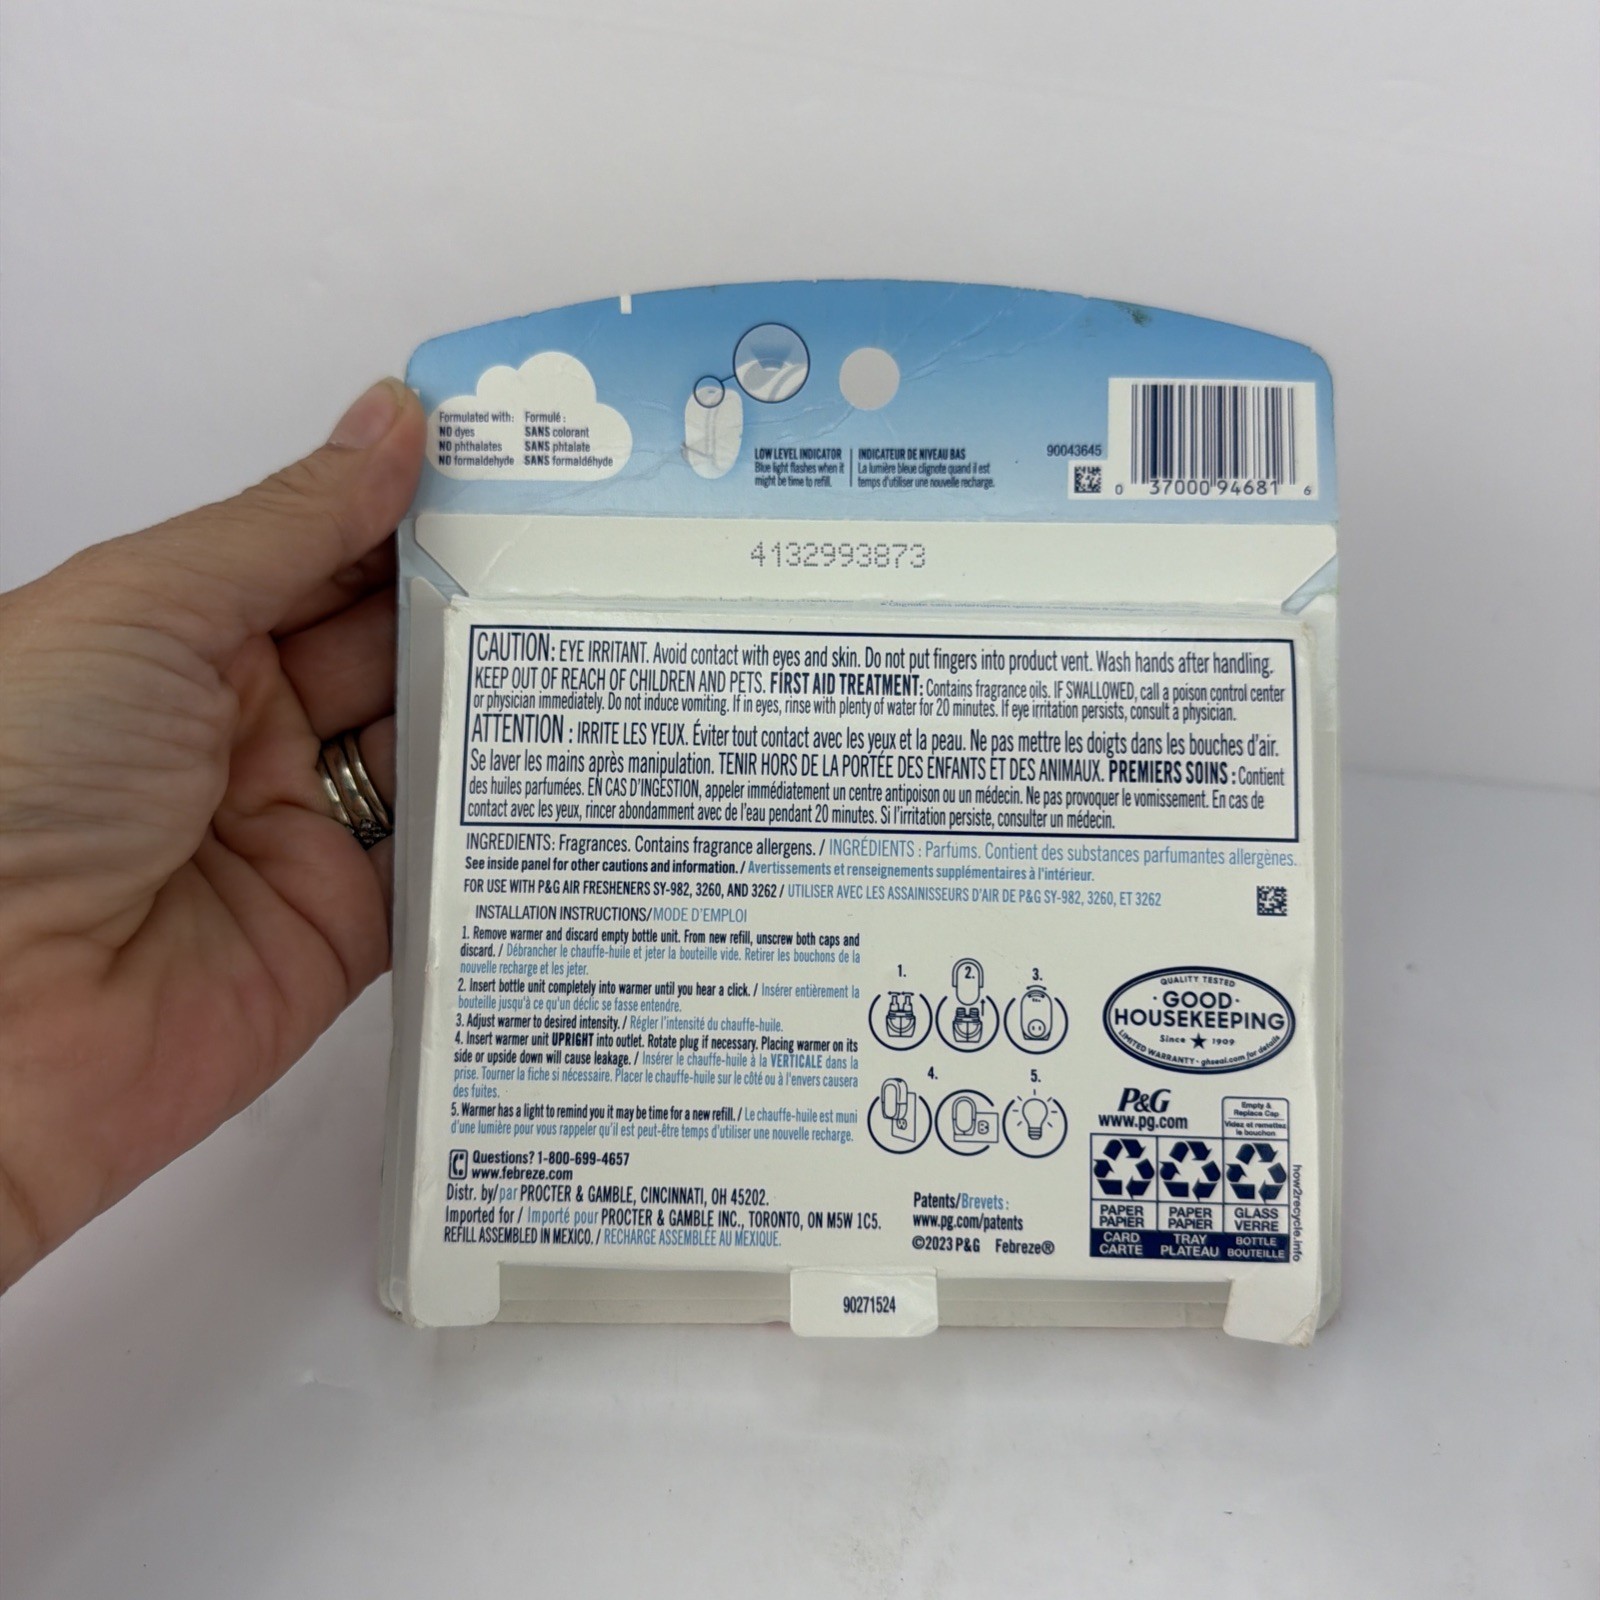 Formulated with: Formulé :
NO dyes SANS colorant
NO phthalates SANS phtalate
NO formaldehyde SANS formaldéhyde
LOW LEVEL INDICATOR
Blue light flashes when it
might be time to refill.
INDICATEUR DE NIVEAU BAS
La lumière bleue clignote quand il est
temps d'utiliser une nouvelle recharge.
90043645
0 37000 94681 6
4132993873
CAUTION: EYE IRRITANT. Avoid contact with eyes and skin. Do not put fingers into product vent. Wash hands after handling.
KEEP OUT OF REACH OF CHILDREN AND PETS. FIRST AID TREATMENT: Contains fragrance oils. IF SWALLOWED, call a poison control center
or physician immediately. Do not induce vomiting. If in eyes, rinse with plenty of water for 20 minutes. If eye irritation persists, consult a physician.
ATTENTION : IRRITE LES YEUX. Éviter tout contact avec les yeux et la peau. Ne pas mettre les doigts dans les bouches d'air.
Se laver les mains après manipulation. TENIR HORS DE LA PORTÉE DES ENFANTS ET DES ANIMAUX. PREMIERS SOINS : Contient
des huiles parfumées. EN CAS D'INGESTION, appeler immédiatement un centre antipoison ou un médecin. Ne pas provoquer le vomissement. En cas de
contact avec les yeux, rincer abondamment avec de l'eau pendant 20 minutes. Si l'irritation persiste, consulter un médecin.
INGREDIENTS: Fragrances. Contains fragrance allergens. / INGRÉDIENTS : Parfums. Contient des substances parfumantes allergènes.
See inside panel for other cautions and information. / Avertissements et renseignements supplémentaires à l'intérieur.
FOR USE WITH P&G AIR FRESHENERS SY-982, 3260, AND 3262 / UTILISER AVEC LES ASSAINISSEURS D'AIR DE P&G SY-982, 3260, ET 3262
INSTALLATION INSTRUCTIONS/MODE D'EMPLOI
1. Remove warmer and discard empty bottle unit. From new refill, unscrew both caps and
discard. / Débrancher le chauffe-huile et jeter la bouteille vide. Retirer les bouchons de la
nouvelle recharge et les jeter.
2. Insert bottle unit completely into warmer until you hear a click. / Insérer entièrement la
bouteille jusqu'à ce qu'un déclic se fasse entendre.
3. Adjust warmer to desired intensity. / Régler l'intensité du chauffe-huile.
4. Insert warmer unit UPRIGHT into outlet. Rotate plug if necessary. Placing warmer on its
side or upside down will cause leakage. / Insérer le chauffe-huile à la VERTICALE dans la
prise. Tourner la fiche si nécessaire. Placer le chauffe-huile sur le côté ou à l'envers causera
des fuites.
5. Warmer has a light to remind you it may be time for a new refill. / Le chauffe-huile est muni
d'une lumière pour vous rappeler qu'il est peut-être temps d'utiliser une nouvelle recharge.
1. 2. 3.
4. 5.
QUALITY TESTED
GOOD
HOUSEKEEPING
Since 1909
LIMITED WARRANTY - ghseal.com for details
P&G
www.pg.com
Empty &
Replace Cap
Videz et remettez
le bouchon
PAPER PAPER GLASS
PAPIER PAPIER VERRE
CARD TRAY BOTTLE
CARTE PLATEAU BOUTEILLE
how2recycle.info
Questions? 1-800-699-4657
www.febreze.com
Distr. by/par PROCTER & GAMBLE, CINCINNATI, OH 45202.
Imported for / Importé pour PROCTER & GAMBLE INC., TORONTO, ON M5W 1C5.
REFILL ASSEMBLED IN MEXICO. / RECHARGE ASSEMBLÉE AU MEXIQUE.
Patents/Brevets :
www.pg.com/patents
©2023 P&G Febreze®
90271524